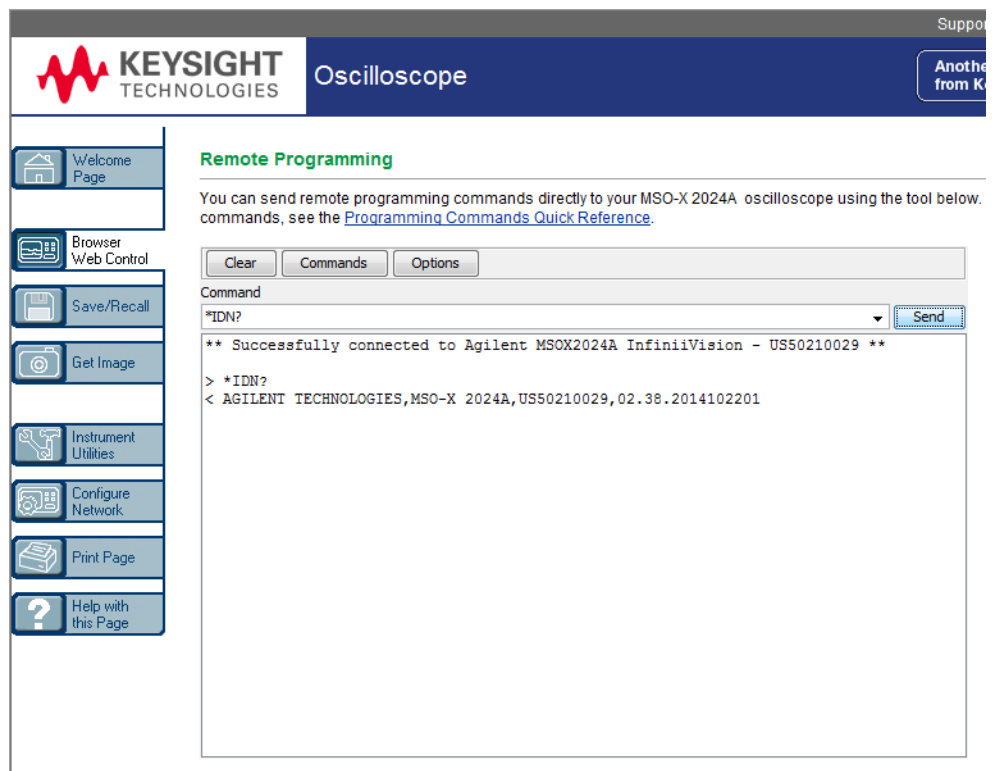 Suppor
KEYSIGHT
TECHNOLOGIES
Oscilloscope
Anothe
from K
Welcome
Page
Browser
Web Control
Save/Recall
Get Image
Instrument
Utilities
Configure
Network
Print Page
Help with
this Page
Remote Programming
You can send remote programming commands directly to your MSO-X 2024A oscilloscope using the tool below.
commands, see the Programming Commands Quick Reference.
Clear Commands Options
Command
*IDN? Send
** Successfully connected to Agilent MSOX2024A InfiniiVision - US50210029 **
> *IDN?
< AGILENT TECHNOLOGIES,MSO-X 2024A,US50210029,02.38.2014102201